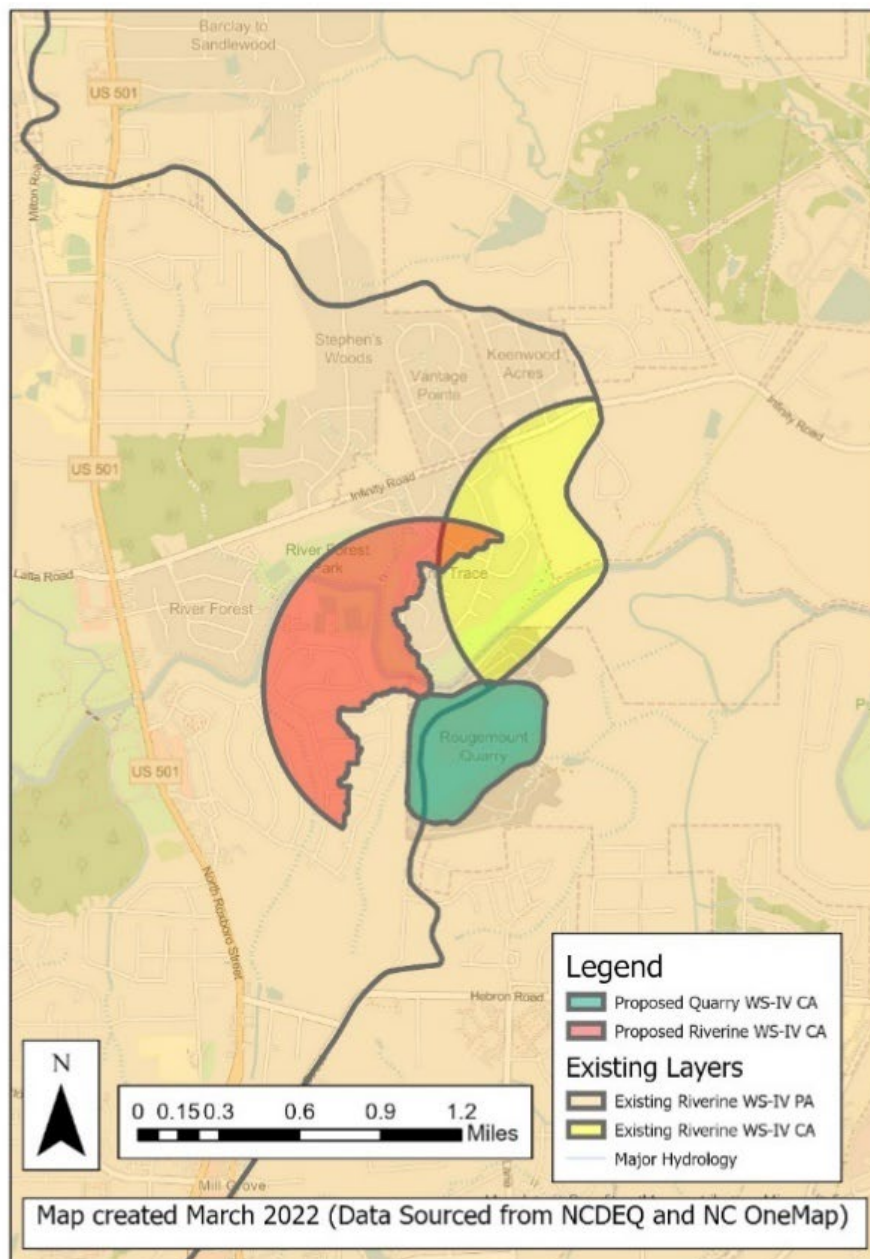 Barclay to
Sandlewood
US 501
Milton Road
Stephen's
Woods
Keenwood
Acres
Vantage
Pointe
Infinity Road
Infinity Road
US 501
Latta Road
River Forest
Park
Trace
River Forest
Rougemount
Quarry
US 501
North Roxboro Street
Hebron Road
Lane
Mill Grove
Legend
Proposed Quarry WS-IV CA
Proposed Riverine WS-IV CA
Existing Layers
Existing Riverine WS-IV PA
Existing Riverine WS-IV CA
Major Hydrology
N
0 0.15 0.3 0.6 0.9 1.2
Miles
Map created March 2022 (Data Sourced from NCDEQ and NC OneMap)